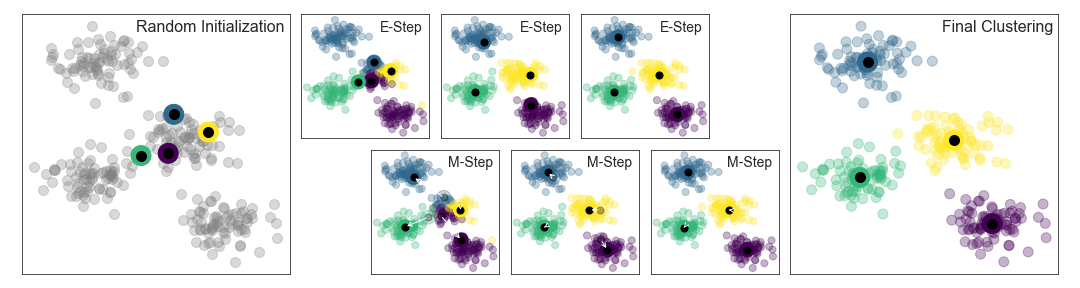 Random Initialization
E-Step
E-Step
E-Step
Final Clustering
M-Step
M-Step
M-Step